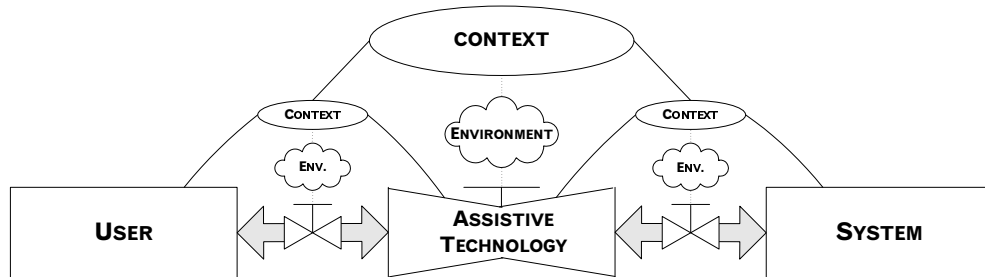 CONTEXT
CONTEXT
CONTEXT
ENVIRONMENT
ENV.
ENV.
USER
ASSISTIVE
TECHNOLOGY
SYSTEM